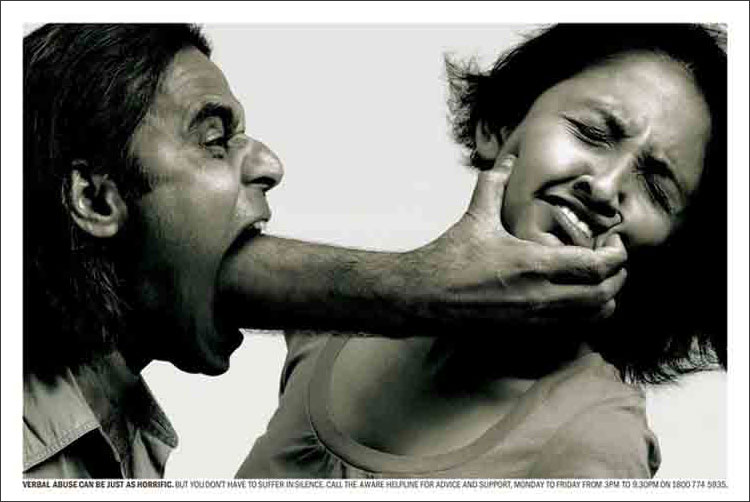 VERBAL ABUSE CAN BE JUST AS HORRIFIC. BUT YOU DON'T HAVE TO SUFFER IN SILENCE. CALL THE AWARE HELPLINE FOR ADVICE AND SUPPORT, MONDAY TO FRIDAY FROM 3PM TO 9.30PM ON 1800 774 5935.